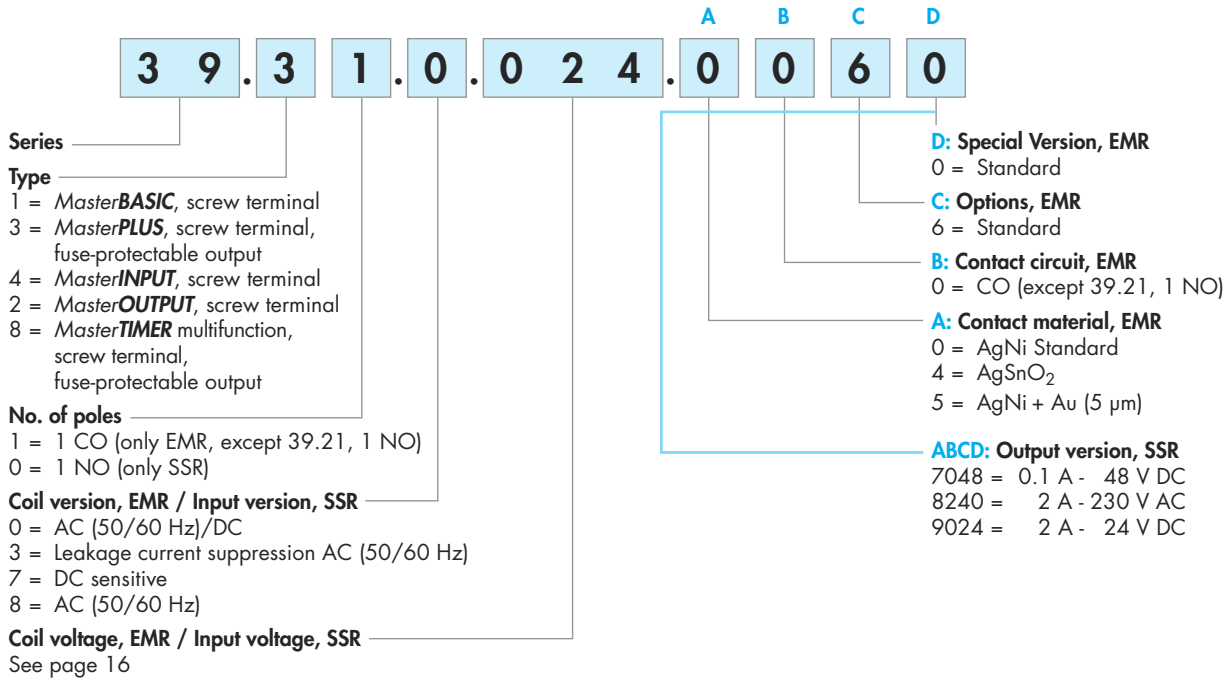 A B C D
3 9 . 3 1 . 0 . 0 2 4 . 0 0 6 0
Series
Type
1 = MasterBASIC, screw terminal
3 = MasterPLUS, screw terminal,
fuse-protectable output
4 = MasterINPUT, screw terminal
2 = MasterOUTPUT, screw terminal
8 = MasterTIMER multifunction,
screw terminal,
fuse-protectable output
No. of poles
1 = 1 CO (only EMR, except 39.21, 1 NO)
0 = 1 NO (only SSR)
Coil version, EMR / Input version, SSR
0 = AC (50/60 Hz)/DC
3 = Leakage current suppression AC (50/60 Hz)
7 = DC sensitive
8 = AC (50/60 Hz)
Coil voltage, EMR / Input voltage, SSR
See page 16
D: Special Version, EMR
0 = Standard
C: Options, EMR
6 = Standard
B: Contact circuit, EMR
0 = CO (except 39.21, 1 NO)
A: Contact material, EMR
0 = AgNi Standard
4 = AgSnO2
5 = AgNi + Au (5 µm)
ABCD: Output version, SSR
7048 = 0.1 A - 48 V DC
8240 = 2 A - 230 V AC
9024 = 2 A - 24 V DC